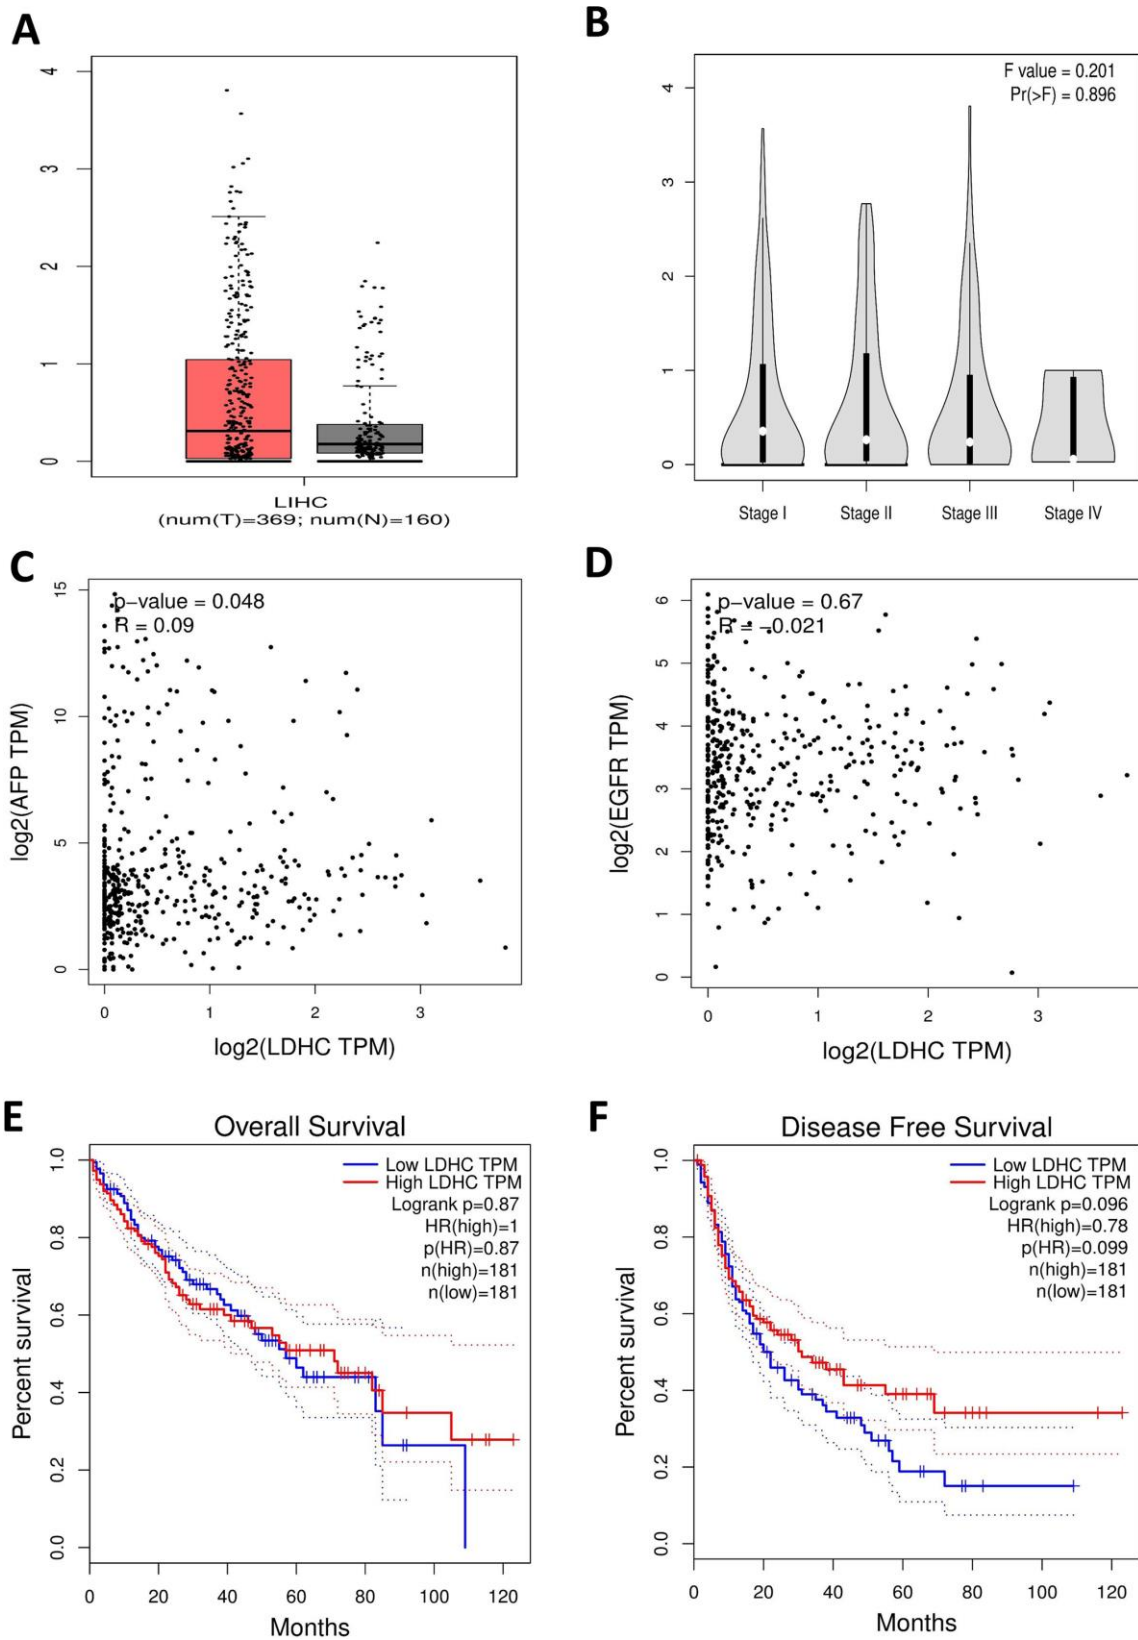 A
4
3
2
1
0
LIHC
(num(T)=369; num(N)=160)
B
F value = 0.201
Pr(>F) = 0.896
4
3
2
1
0
Stage I
Stage II
Stage III
Stage IV
C
p-value = 0.048
R = 0.09
log2(AFP TPM)
15
10
5
0
0 1 2 3
log2(LDHC TPM)
D
p-value = 0.67
R = -0.021
log2(EGFR TPM)
6
5
4
3
2
1
0
0 1 2 3
log2(LDHC TPM)
E
Overall Survival
Low LDHC TPM
High LDHC TPM
Logrank p=0.87
HR(high)=1
p(HR)=0.87
n(high)=181
n(low)=181
Percent survival
1.0
0.8
0.6
0.4
0.2
0.0
0 20 40 60 80 100 120
Months
F
Disease Free Survival
Low LDHC TPM
High LDHC TPM
Logrank p=0.096
HR(high)=0.78
p(HR)=0.099
n(high)=181
n(low)=181
Percent survival
1.0
0.8
0.6
0.4
0.2
0.0
0 20 40 60 80 100 120
Months